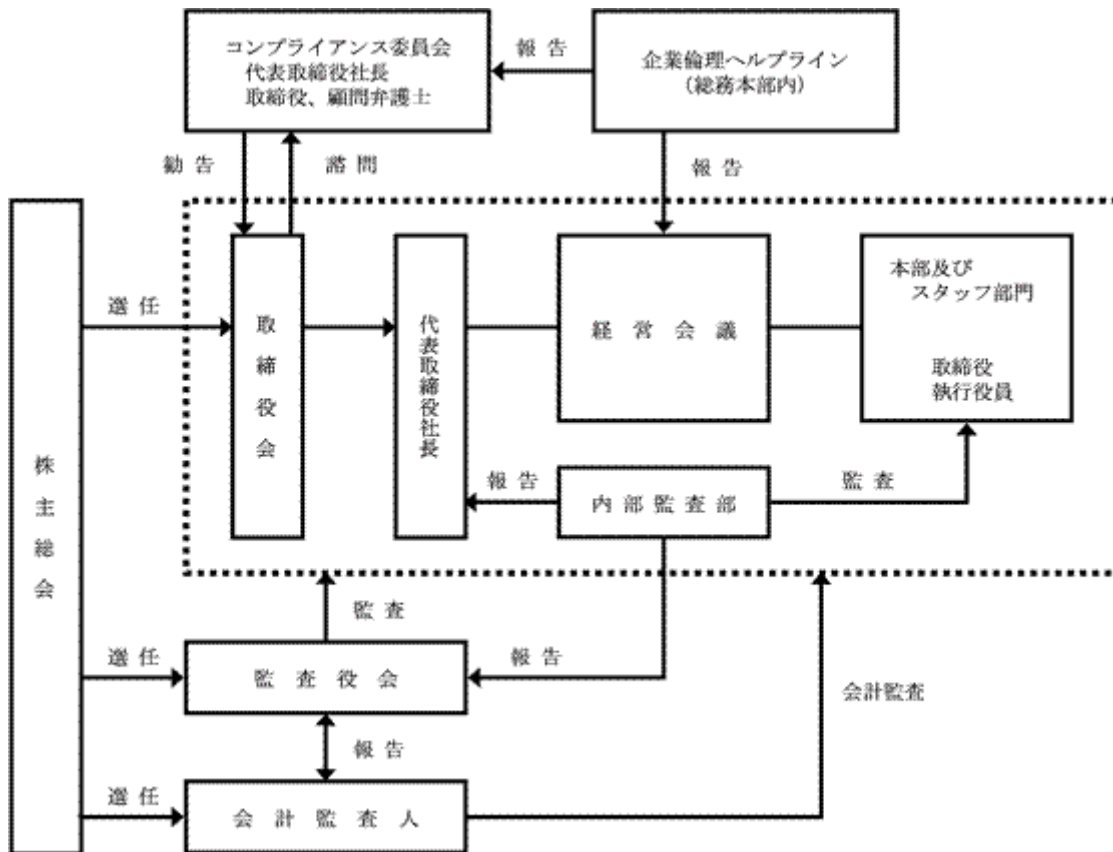 コンプライアンス委員会
代表取締役社長
取締役、顧問弁護士
報告
企業倫理ヘルプライン
(総務本部内)
勧告
諮問
報告
株主総会
選任
取締役会
代表取締役社長
経営会議
本部及び
スタッフ部門
取締役
執行役員
報告
内部監査部
監査
監査
選任
監査役会
報告
会計監査
報告
選任
会計監査人